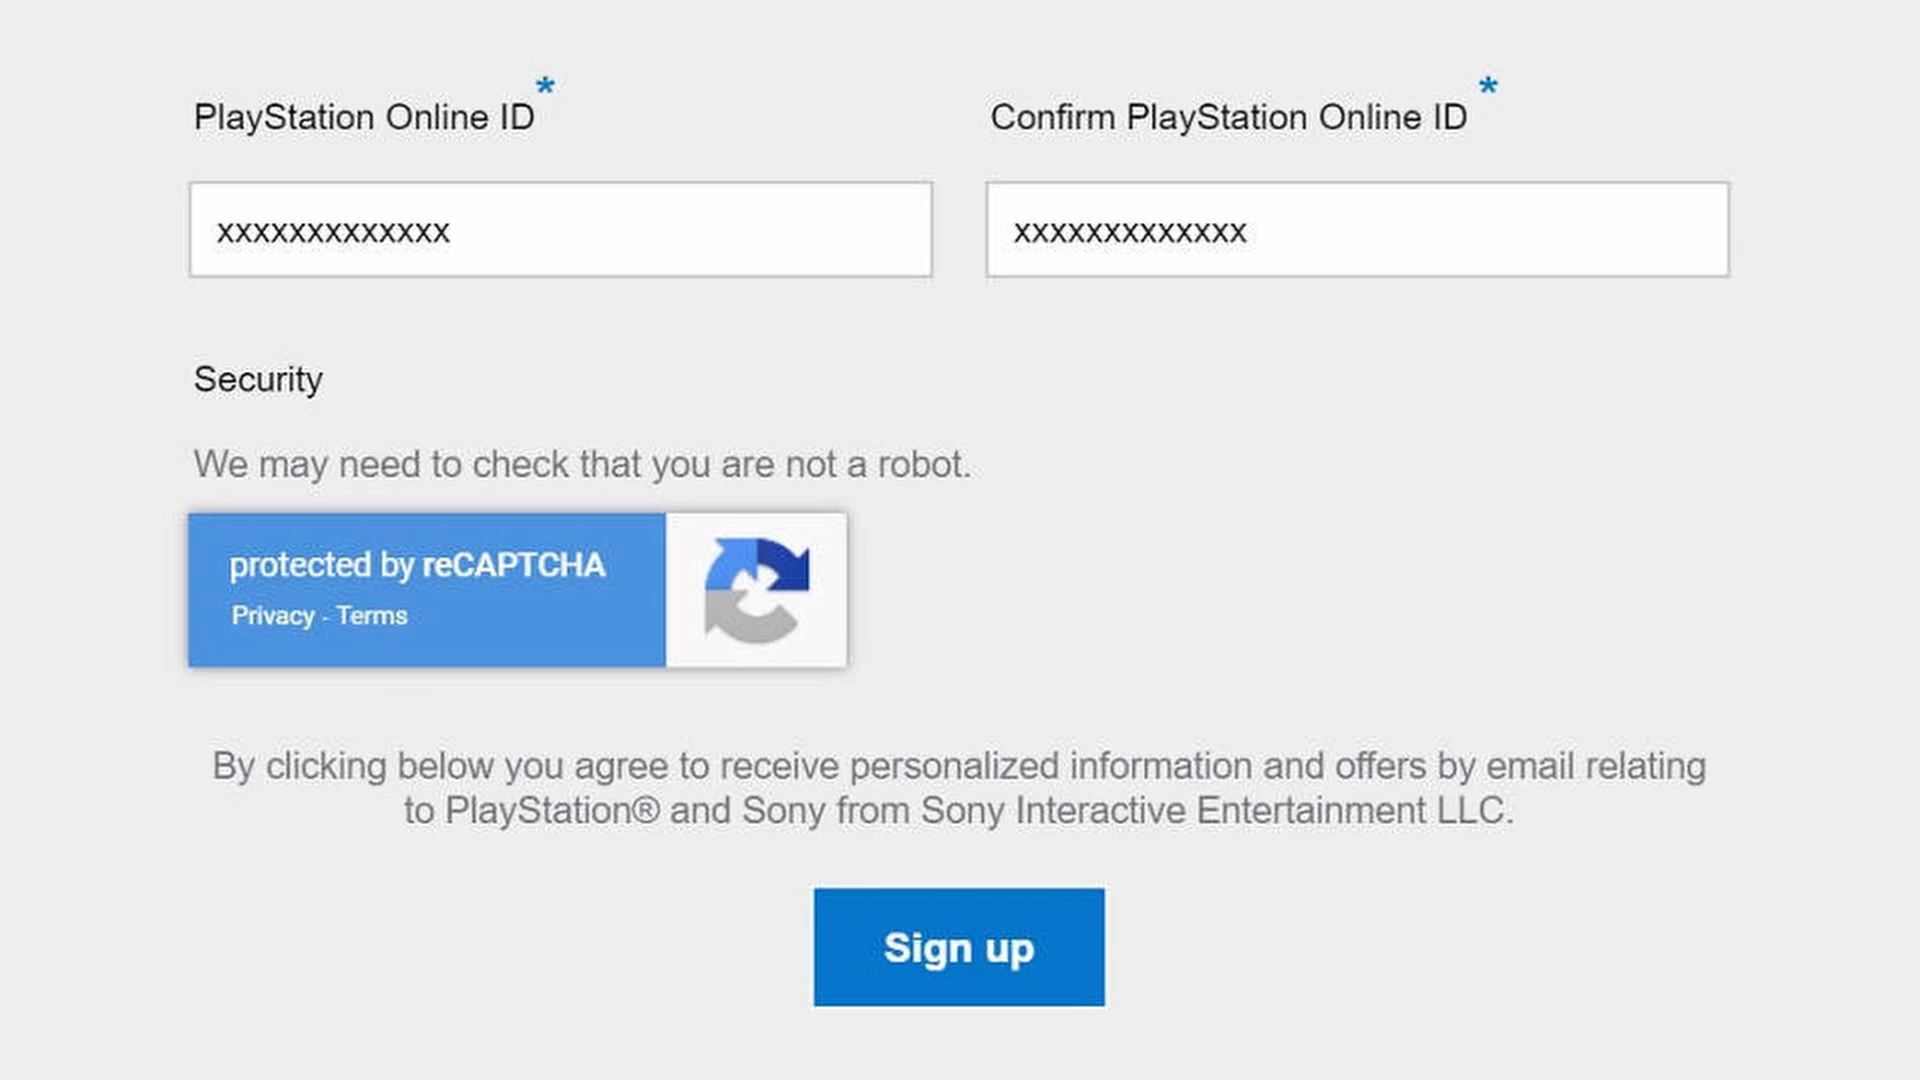 PlayStation Online ID*
Confirm PlayStation Online ID *
xxxxxxxxxxxxx
xxxxxxxxxxxxx
Security
We may need to check that you are not a robot.
protected by reCAPTCHA
Privacy - Terms
By clicking below you agree to receive personalized information and offers by email relating
to PlayStation® and Sony from Sony Interactive Entertainment LLC.
Sign up